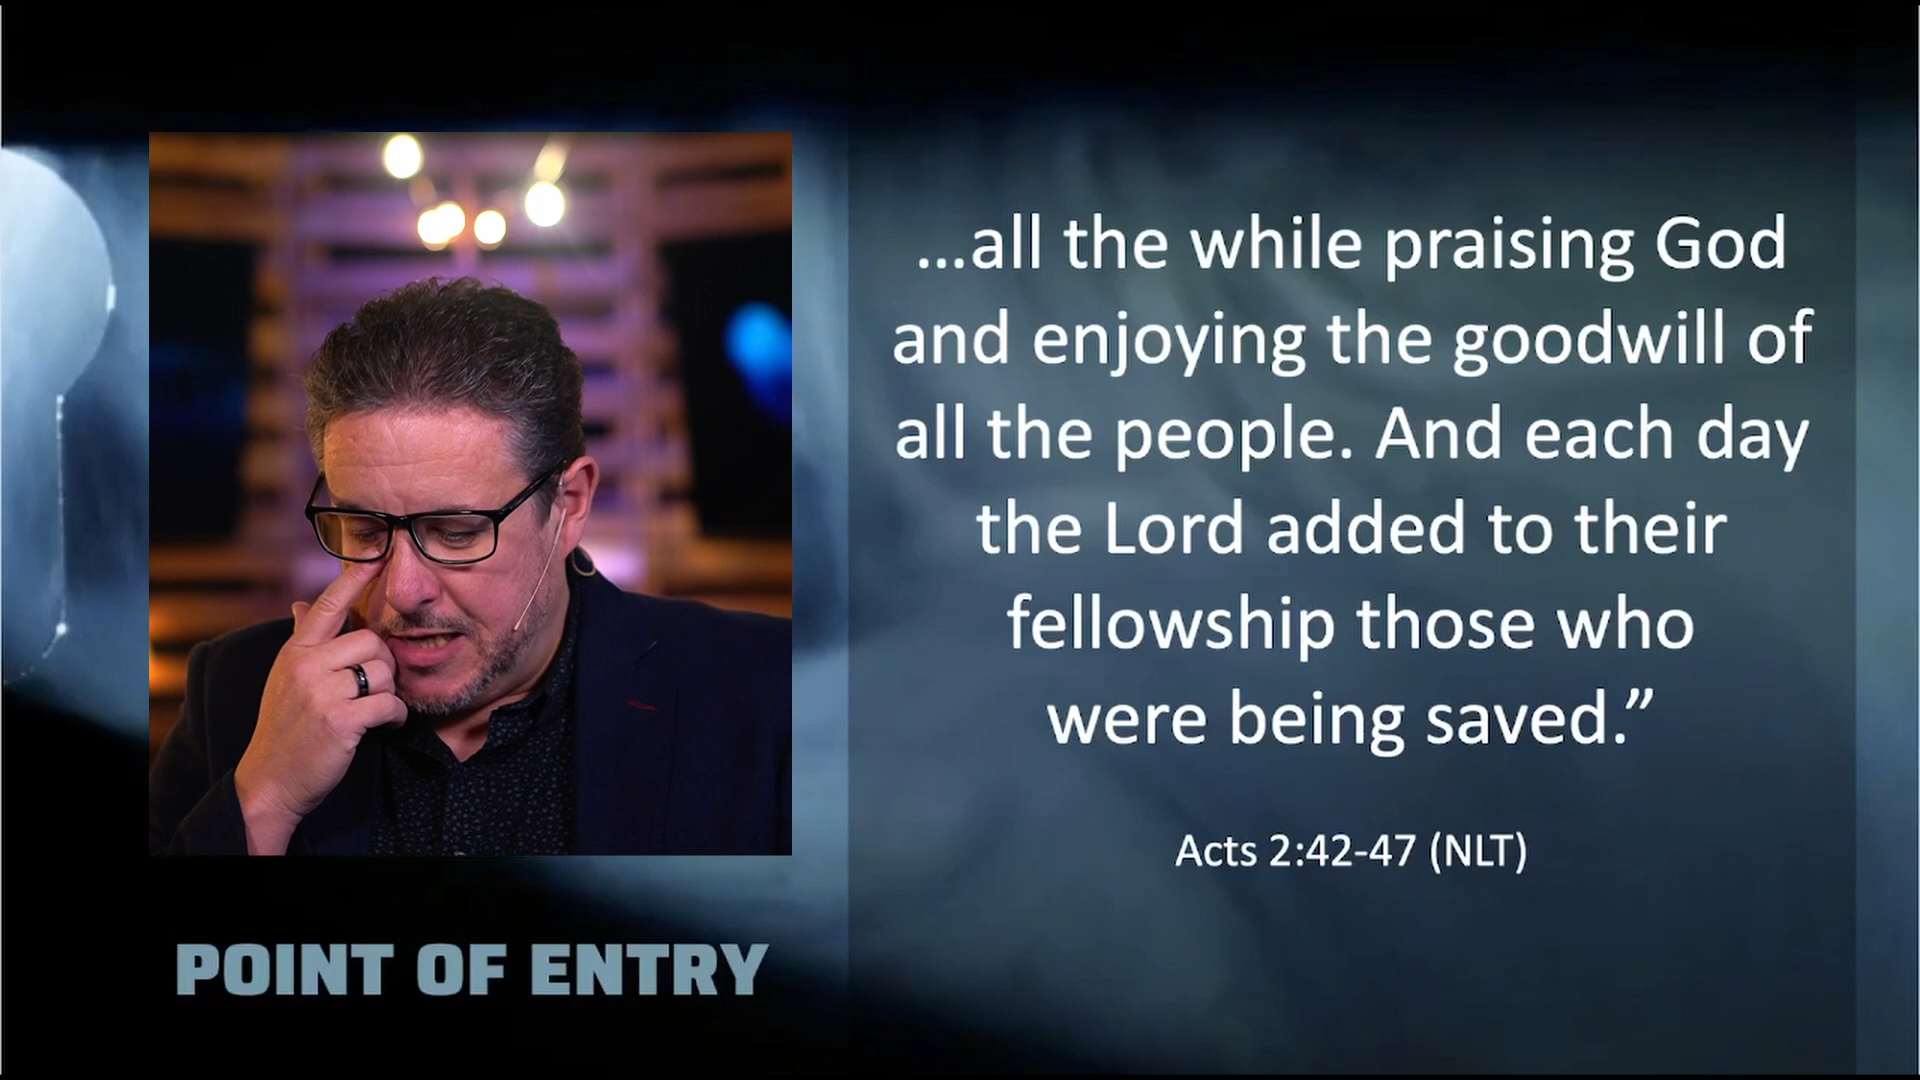 ...all the while praising God
and enjoying the goodwill of
all the people. And each day
the Lord added to their
fellowship those who
were being saved.”
Acts 2:42-47 (NLT)
POINT OF ENTRY